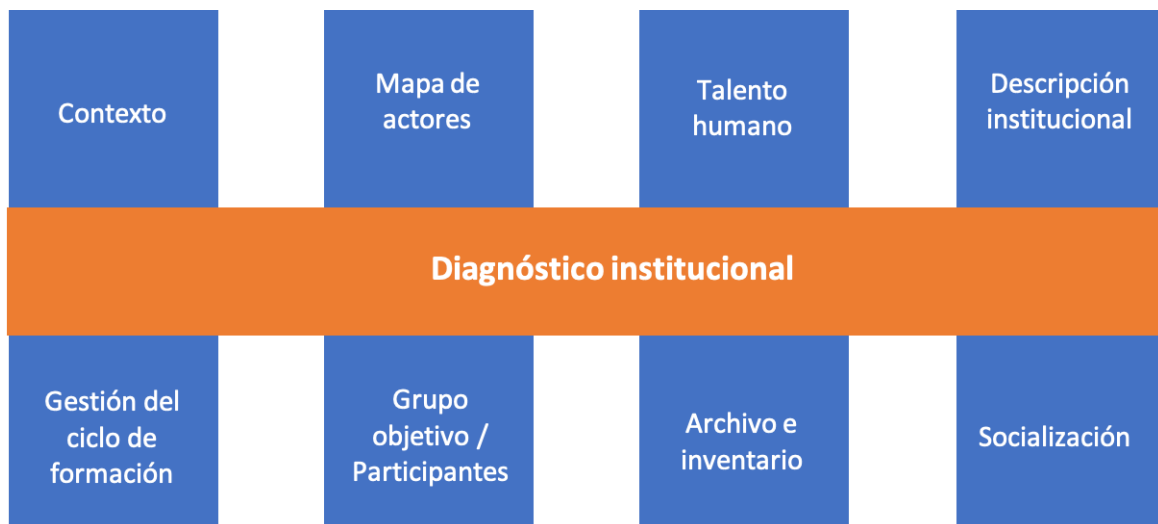 Contexto
Mapa de
actores
Talento
humano
Descripción
institucional
Diagnóstico institucional
Gestión del
ciclo de
formación
Grupo
objetivo /
Participantes
Archivo e
inventario
Socialización